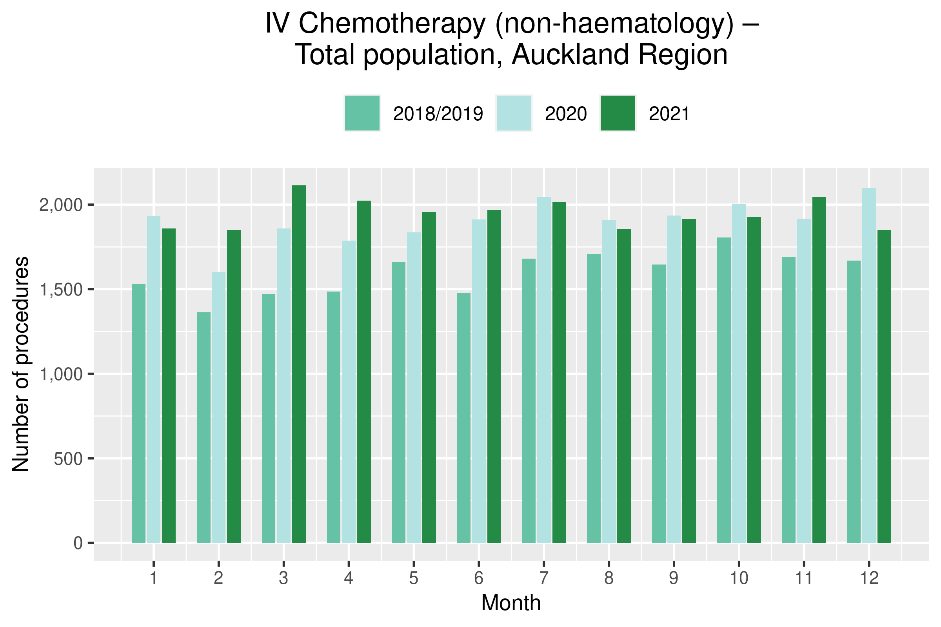 IV Chemotherapy (non-haematology) –
Total population, Auckland Region
2018/2019 2020 2021
Number of procedures
2,000
1,500
1,000
500
0
1 2 3 4 5 6 7 8 9 10 11 12
Month